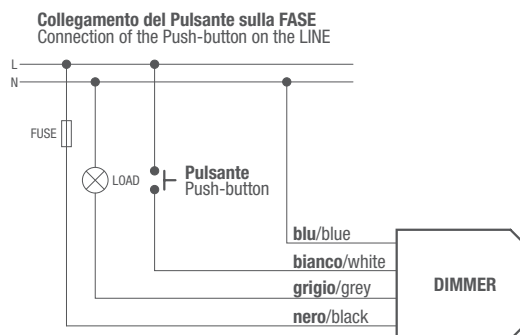 Collegamento del Pulsante sulla FASE
Connection of the Push-button on the LINE
L
N
FUSE
LOAD
Pulsante
Push-button
blu/blue
bianco/white
grigio/grey
nero/black
DIMMER